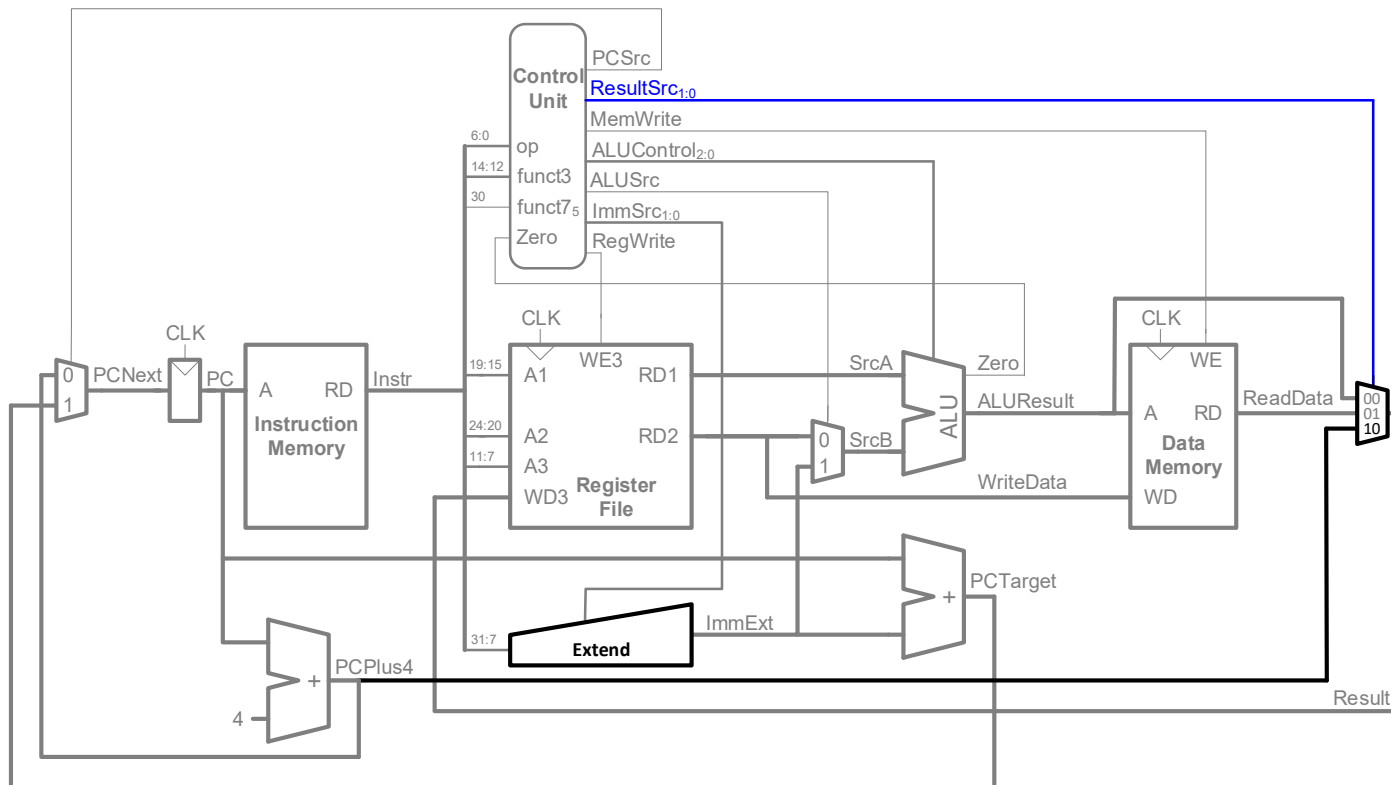 PCSrc
Control
Unit
ResultSrc1:0
MemWrite
6:0
op
ALUControl2:0
14:12
funct3
ALUSrc
30
funct75
ImmSrc1:0
Zero
RegWrite
CLK
CLK
CLK
0
1
PCNext
PC
A
RD
Instr
Instruction
Memory
19:15
A1
WE3
RD1
SrcA
Zero
24:20
A2
RD2
0
1
SrcB
ALU
ALUResult
11:7
A3
WD3
Register
File
WE
A
RD
ReadData
Data
Memory
WriteData
WD
00
01
10
+
PCTarget
31:7
Extend
ImmExt
+
PCPlus4
4
Result